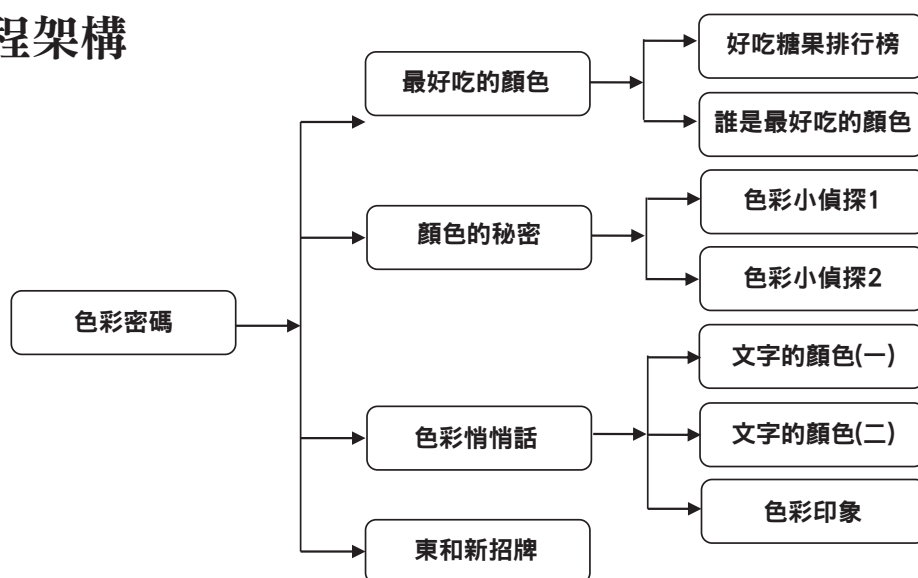 程架構
最好吃的顏色
好吃糖果排行榜
誰是最好吃的顏色
顏色的秘密
色彩小偵探1
色彩小偵探2
色彩密碼
色彩悄悄話
文字的顏色(一)
文字的顏色(二)
色彩印象
東和新招牌